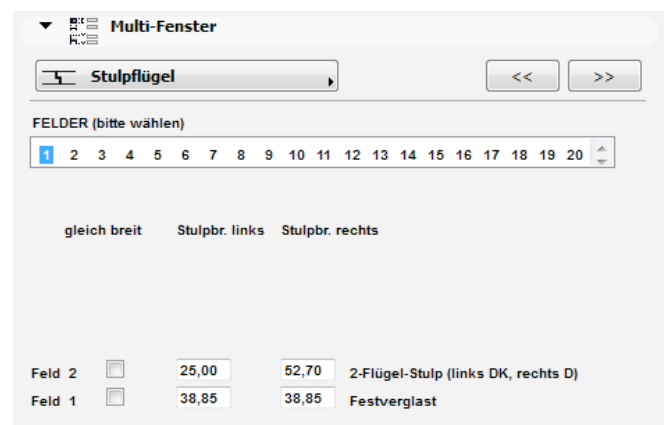 Multi-Fenster
Stulpflügel
<< >>
FELDER (bitte wählen)
1 2 3 4 5 6 7 8 9 10 11 12 13 14 15 16 17 18 19 20
gleich breit Stulpbr. links Stulpbr. rechts
Feld 2 25,00 52,70 2-Flügel-Stulp (links DK, rechts D)
Feld 1 38,85 38,85 Festverglast